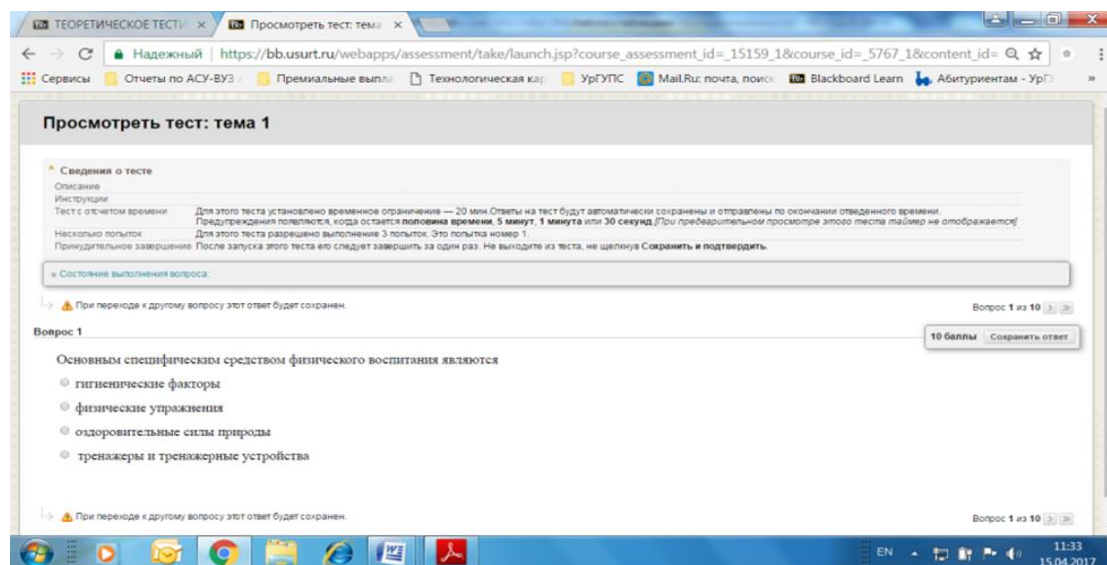 ТЕОРЕТИЧЕСКОЕ ТЕСТИ
Просмотреть тест: тема
Надежный | https://bb.usurt.ru/webapps/assessment/take/launch.jsp?course_assessment_id=_15159_1&course_id=_5767_1&content_id=
Сервисы Отчеты по АСУ-ВУЗ Премиальные выпла Технологическая кар УрГУПС Mail.Ru: почта, поиск Blackboard Learn Абитуриентам - УрГ
Просмотреть тест: тема 1
Сведения о тесте
Описание
Инструкции
Тест с отсчетом времени Для этого теста установлено временное ограничение — 20 мин.Ответы на тест будут автоматически сохранены и отправлены по окончании отведенного времени.
Предупреждения появляются, когда остается половина времени, 5 минут, 1 минута или 30 секунд.[При предварительном просмотре этого теста таймер не отображается]
Несколько попыток Для этого теста разрешено выполнение 3 попыток. Это попытка номер 1.
Принудительное завершение После запуска этого теста его следует завершить за один раз. Не выходите из теста, не щелкнув Сохранить и подтвердить.
Состояние выполнения вопроса:
При переходе к другому вопросу этот ответ будет сохранен.
Вопрос 1 из 10
Вопрос 1
10 баллы Сохранить ответ
Основным специфическим средством физического воспитания являются
гигиенические факторы
физические упражнения
оздоровительные силы природы
тренажеры и тренажерные устройства
При переходе к другому вопросу этот ответ будет сохранен.
Вопрос 1 из 10
EN
11:33
15.04.2017